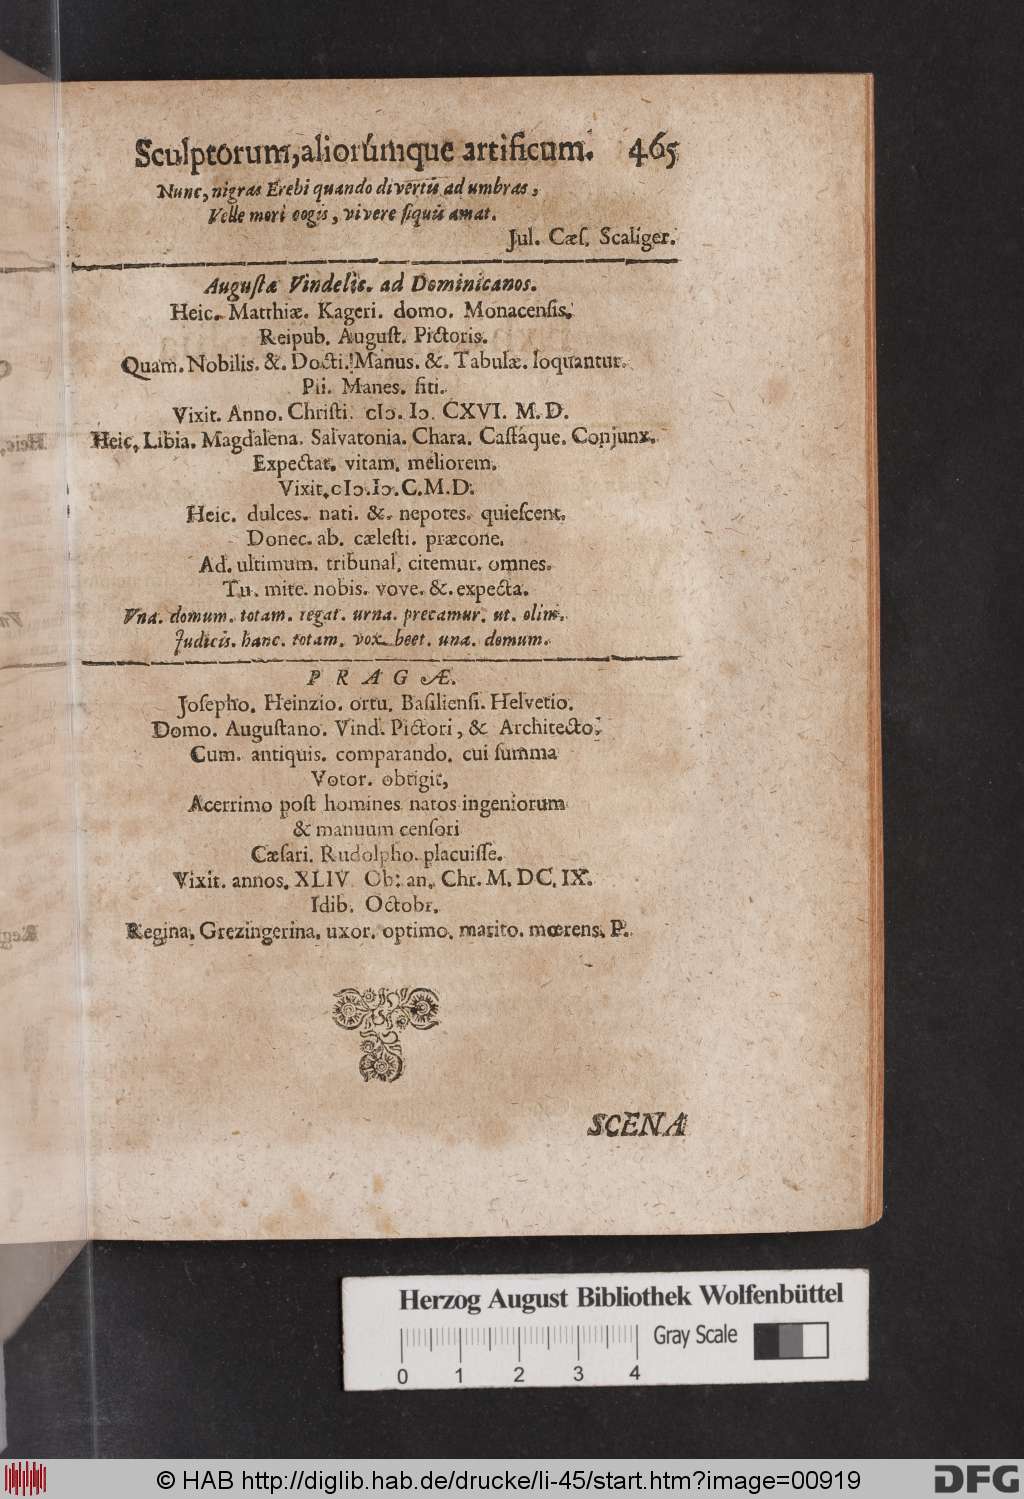 Sculptorum, aliorúmque artificum. 465
Nunc, nigras Erebi quando divertis ad umbras,
Velle mori cogis, vivere siquis amat.
Jul. Cæſ. Scaliger.
Auguſtæ Vindelic. ad Dominicanos.
Heic. Matthiæ. Kageri. domo. Monacenſis.
Reipub. Auguſt. Pictoris.
Quam. Nobilis. &. Docti. Manus. &. Tabulæ. loquantur.
Pii. Manes. ſiti.
Vixit. Anno. Chriſti. cIↄ. Iↄ. CXVI. M. D.
Heic. Libia. Magdalena. Salvatonia. Chara. Caſtáque. Conjunx.
Expectat. vitam. meliorem.
Vixit. cIↄ. Iↄ. C. M. D.
Heic. dulces. nati. &. nepotes. quieſcent.
Donec. ab. cæleſti. præcone.
Ad. ultimum. tribunal. citemur. omnes.
Tu. mite. nobis. vove. &. expecta.
Vna. domum. totam. tegat. urna. precamur. ut. olim.
Judicis. hanc. totam. vox. beet. una. domum.
PRAGÆ.
Joſepho. Heinzio. ortu. Baſilienſi. Helvetio.
Domo. Auguſtano. Vind. Pictori, & Architecto.
Cum. antiquis. comparando. cui ſumma
Votor. obtigit,
Acerrimo poſt homines natos ingeniorum
& manuum cenſori
Cæſari. Rudolpho. placuiſſe.
Vixit. annos. XLIV Ob: an. Chr. M. DC. IX.
Idib. Octobr.
Regina. Grezingerina. uxor. optimo. marito. mœrens. P.
SCENA
Herzog August Bibliothek Wolfenbüttel
Gray Scale
0 1 2 3 4
© HAB http://diglib.hab.de/drucke/li-45/start.htm?image=00919
DFG